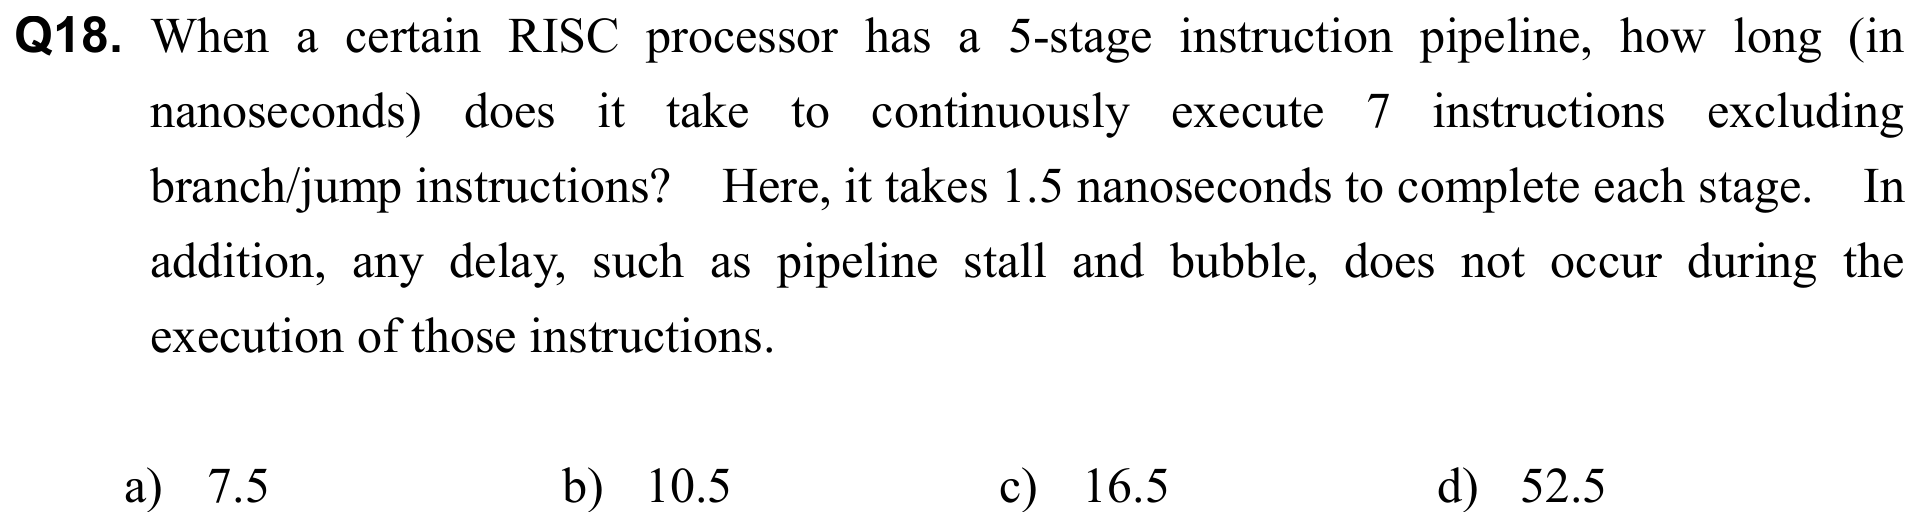 Q18. When a certain RISC processor has a 5-stage instruction pipeline, how long (in
nanoseconds) does it take to continuously execute 7 instructions excluding
branch/jump instructions? Here, it takes 1.5 nanoseconds to complete each stage. In
addition, any delay, such as pipeline stall and bubble, does not occur during the
execution of those instructions.
a) 7.5 b) 10.5 c) 16.5 d) 52.5